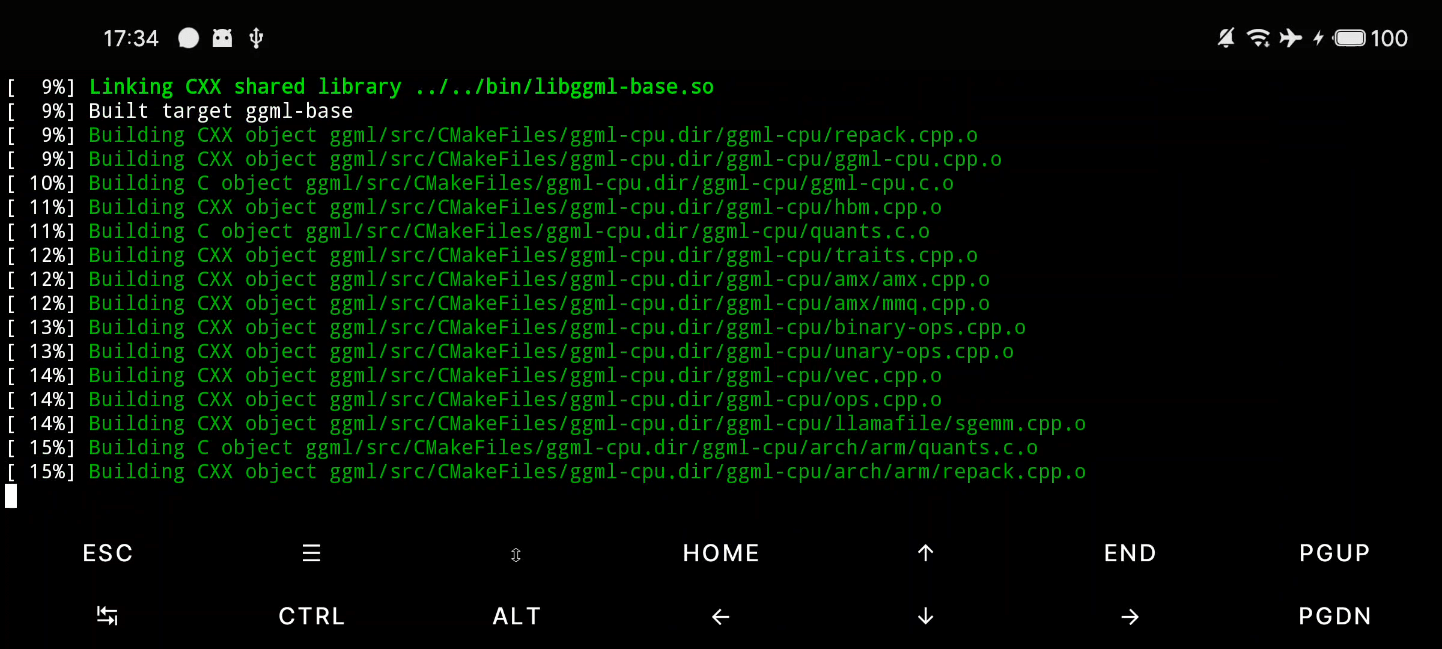 17:34 100
[  9%] Linking CXX shared library ../../bin/libggml-base.so
[  9%] Built target ggml-base
[  9%] Building CXX object ggml/src/CMakeFiles/ggml-cpu.dir/ggml-cpu/repack.cpp.o
[  9%] Building CXX object ggml/src/CMakeFiles/ggml-cpu.dir/ggml-cpu/ggml-cpu.cpp.o
[ 10%] Building C object ggml/src/CMakeFiles/ggml-cpu.dir/ggml-cpu/ggml-cpu.c.o
[ 11%] Building CXX object ggml/src/CMakeFiles/ggml-cpu.dir/ggml-cpu/hbm.cpp.o
[ 11%] Building C object ggml/src/CMakeFiles/ggml-cpu.dir/ggml-cpu/quants.c.o
[ 12%] Building CXX object ggml/src/CMakeFiles/ggml-cpu.dir/ggml-cpu/traits.cpp.o
[ 12%] Building CXX object ggml/src/CMakeFiles/ggml-cpu.dir/ggml-cpu/amx/amx.cpp.o
[ 12%] Building CXX object ggml/src/CMakeFiles/ggml-cpu.dir/ggml-cpu/amx/mmq.cpp.o
[ 13%] Building CXX object ggml/src/CMakeFiles/ggml-cpu.dir/ggml-cpu/binary-ops.cpp.o
[ 13%] Building CXX object ggml/src/CMakeFiles/ggml-cpu.dir/ggml-cpu/unary-ops.cpp.o
[ 14%] Building CXX object ggml/src/CMakeFiles/ggml-cpu.dir/ggml-cpu/vec.cpp.o
[ 14%] Building CXX object ggml/src/CMakeFiles/ggml-cpu.dir/ggml-cpu/ops.cpp.o
[ 14%] Building CXX object ggml/src/CMakeFiles/ggml-cpu.dir/ggml-cpu/llamafile/sgemm.cpp.o
[ 15%] Building C object ggml/src/CMakeFiles/ggml-cpu.dir/ggml-cpu/arch/arm/quants.c.o
[ 15%] Building CXX object ggml/src/CMakeFiles/ggml-cpu.dir/ggml-cpu/arch/arm/repack.cpp.o
ESC ☰ ⇳ HOME ↑ END PGUP
↹ CTRL ALT ← ↓ → PGDN